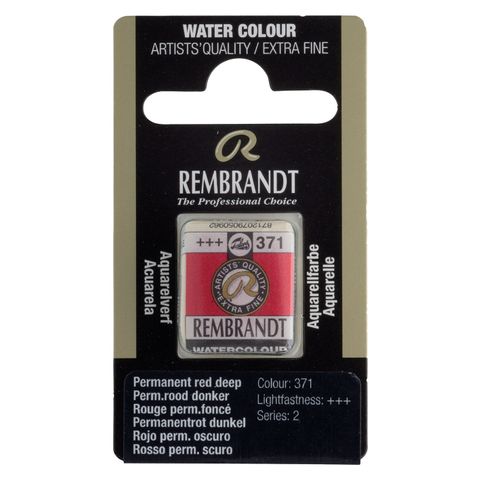 WATER COLOUR
ARTISTS'QUALITY / EXTRA FINE
R
REMBRANDT
The Professional Choice
Aquarelverf
Acuarela
8712079050962
+++ Talens 371
ARTISTS' QUALITY
R
EXTRA FINE
REMBRANDT
WATERCOLOUR
Aquarellfarbe
Aquarelle
Permanent red deep
Perm.rood donker
Rouge perm.foncé
Permanentrot dunkel
Rojo perm. oscuro
Rosso perm. scuro
Colour: 371
Lightfastness: +++
Series: 2